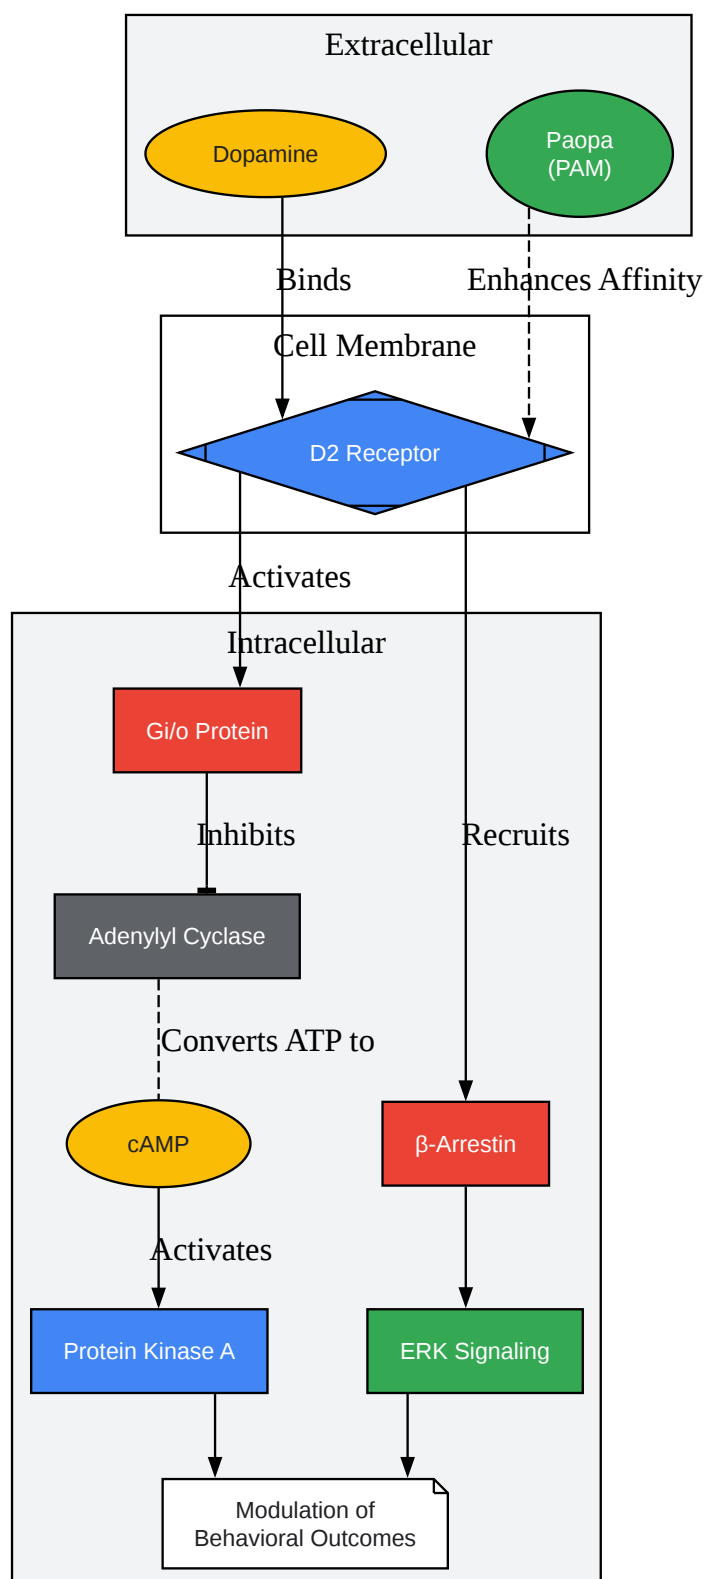 Extracellular
Dopamine
Paopa
(PAM)
Binds
Enhances Affinity
Cell Membrane
D2 Receptor
Activates
Intracellular
Gi/o Protein
Inhibits
Recruits
Adenylyl Cyclase
Converts ATP to
cAMP
β-Arrestin
Activates
Protein Kinase A
ERK Signaling
Modulation of
Behavioral Outcomes